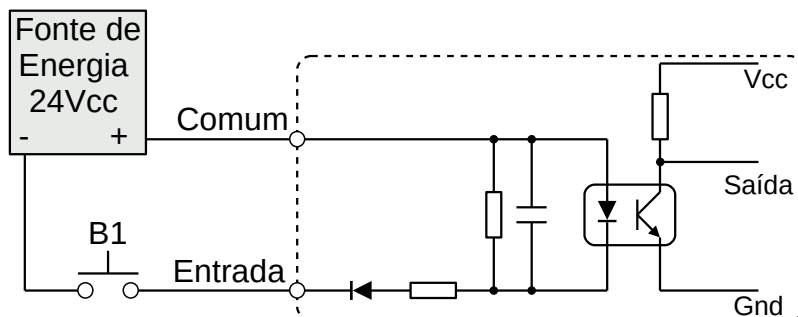 Fonte de
Energia
24Vcc
- +
Comum
B1
Entrada
Vcc
Saída
Gnd